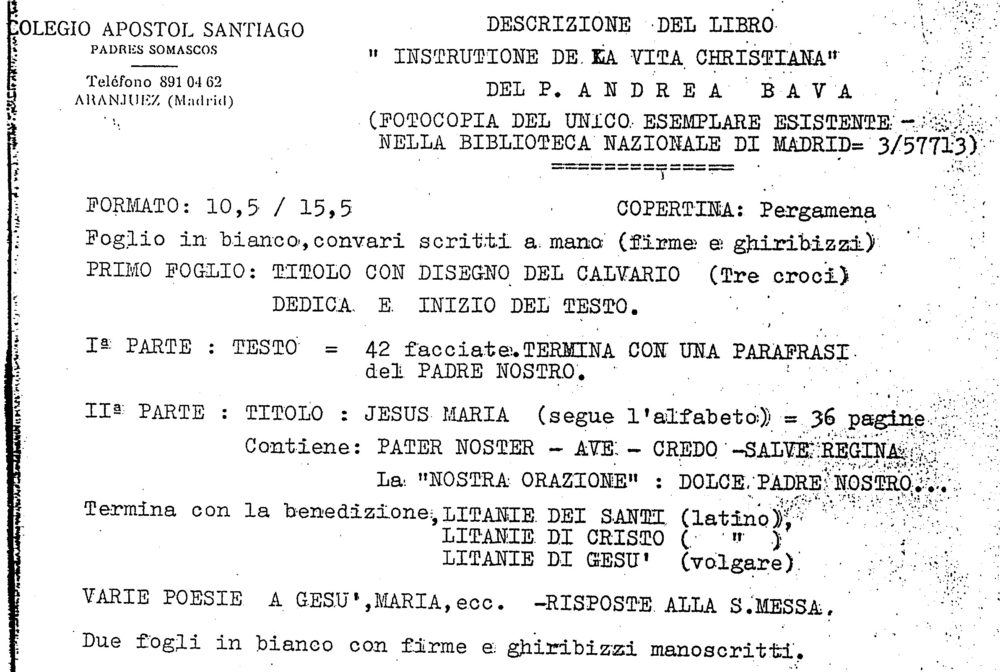 COLEGIO APOSTOL SANTIAGO
PADRES SOMASCOS
Teléfono 891 04 62
ARANJUEZ (Madrid)
DESCRIZIONE DEL LIBRO
" INSTRUTIONE DE LA VITA CHRISTIANA"
DEL P. A N D R E A B A V A
(FOTOCOPIA DEL UNICO ESEMPLARE ESISTENTE -
NELLA BIBLIOTECA NAZIONALE DI MADRID= 3/57713)
==============
FORMATO: 10,5 / 15,5 COPERTINA: Pergamena
Foglio in bianco,convari scritti a mano (firme e ghiribizzi)
PRIMO FOGLIO: TITOLO CON DISEGNO DEL CALVARIO (Tre croci)
DEDICA E INIZIO DEL TESTO.
Iª PARTE : TESTO = 42 facciate.TERMINA CON UNA PARAFRASI
del PADRE NOSTRO.
IIª PARTE : TITOLO : JESUS MARIA (segue l'alfabeto) = 36 pagine
Contiene: PATER NOSTER - AVE - CREDO -SALVE REGINA
La "NOSTRA ORAZIONE" : DOLCE PADRE NOSTRO...
Termina con la benedizione,LITANIE DEI SANTI (latino),
LITANIE DI CRISTO ( " )
LITANIE DI GESU' (volgare)
VARIE POESIE A GESU',MARIA,ecc. -RISPOSTE ALLA S.MESSA.
Due fogli in bianco con firme e ghiribizzi manoscritti.